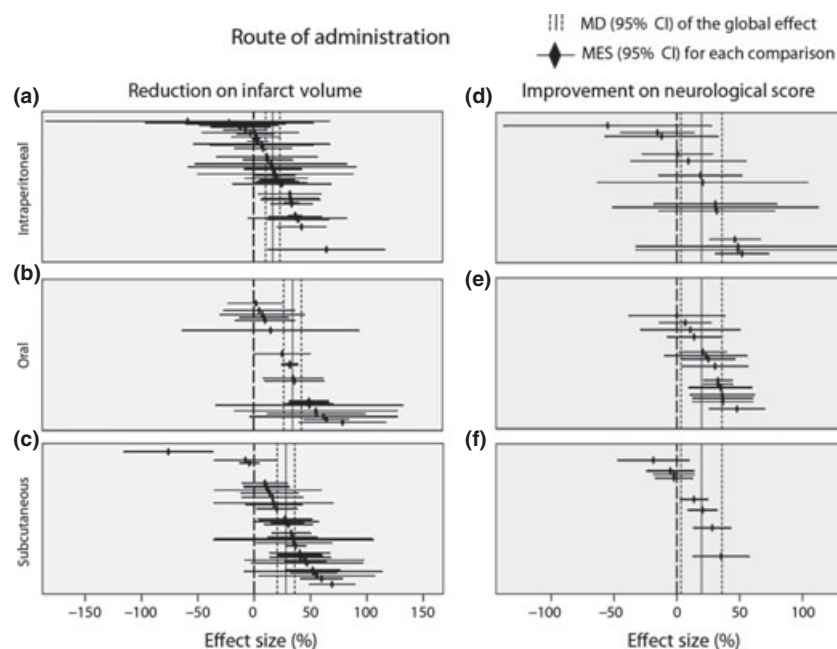 Route of administration
MD (95% CI) of the global effect
MES (95% CI) for each comparison
Reduction on infarct volume
Improvement on neurological score
(a)
(d)
Intraperitoneal
(b)
(e)
Oral
(c)
(f)
Subcutaneous
−150 −100 −50 0 50 100 150
−100 −50 0 50 100
Effect size (%)
Effect size (%)